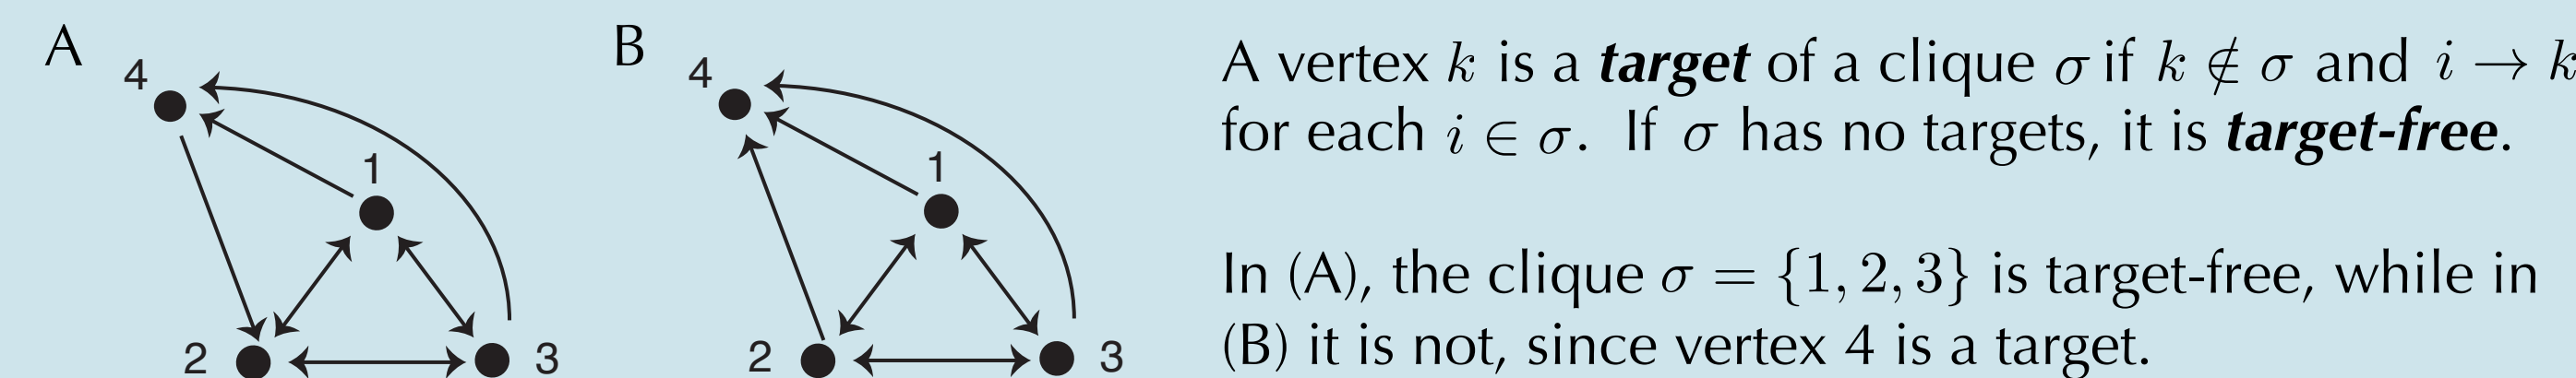 A
B
4
4
1
1
2
3
2
3
A vertex k is a target of a clique σ if k ∉ σ and i → k
for each i ∈ σ. If σ has no targets, it is target-free.
In (A), the clique σ = {1, 2, 3} is target-free, while in
(B) it is not, since vertex 4 is a target.